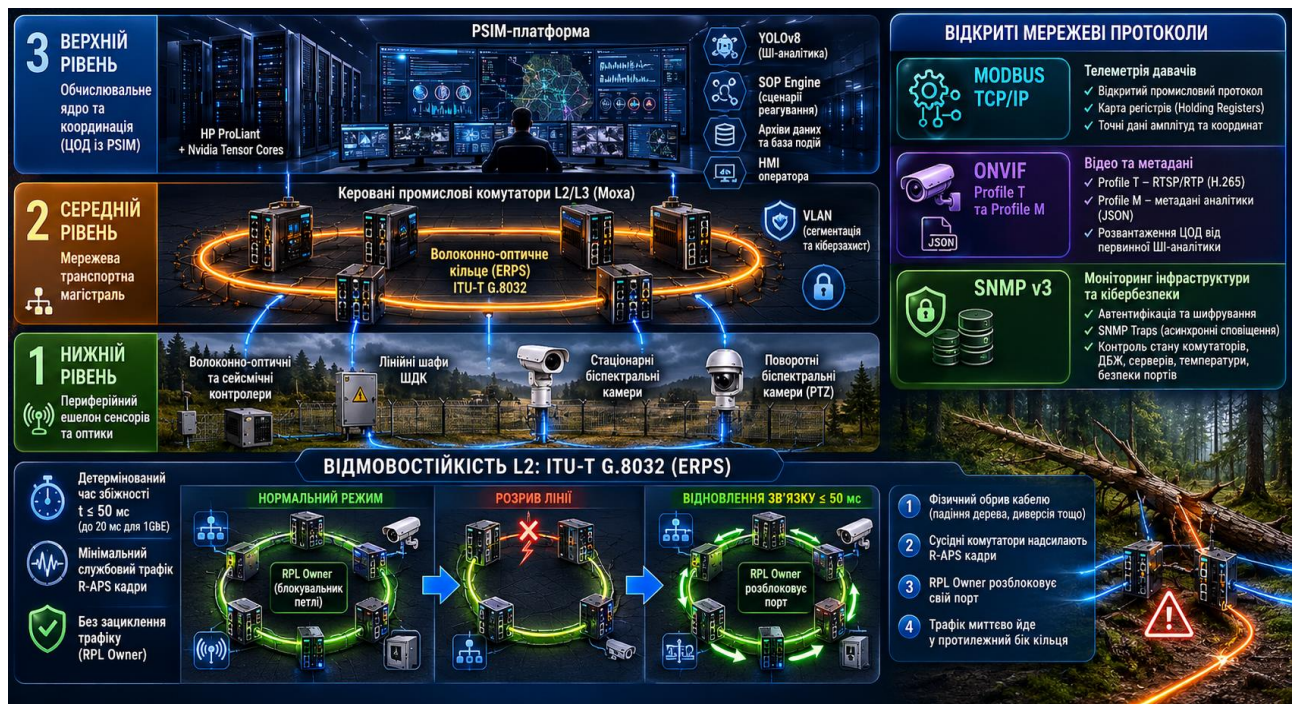 3 ВЕРХНІЙ
РІВЕНЬ
Обчислювальне
ядро та
координація
(ЦОД із PSIM)
HP ProLiant
+ Nvidia Tensor Cores
PSIM-платформа
YOLOv8
(ШІ-аналітика)
SOP Engine
(сценарії
реагування)
Архіви даних
та база подій
HMI
оператора
2 СЕРЕДНІЙ
РІВЕНЬ
Мережева
транспортна
магістраль
Керовані промислові комутатори L2/L3 (Moxa)
Волоконно-оптичне
кільце (ERPS)
ITU-T G.8032
VLAN
(сегментація
та кіберзахист)
1 НИЖНІЙ
РІВЕНЬ
Периферійний
ешелон сенсорів
та оптики
Волоконно-оптичні
та сейсмічні
контролери
Лінійні шафи
ШДК
Стаціонарні
біспектральні
камери
Поворотні
біспектральні
камери (PTZ)
ВІДКРИТІ МЕРЕЖЕВІ ПРОТОКОЛИ
MODBUS
TCP/IP
Телеметрія давачів
✓ Відкритий промисловий протокол
✓ Карта регістрів (Holding Registers)
✓ Точні дані амплітуд та координат
ONVIF
Profile T
та Profile M
JSON
Відео та метадані
✓ Profile T – RTSP/RTP (H.265)
✓ Profile M – метадані аналітики
(JSON)
✓ Розвантаження ЦОД від
первинної ШІ-аналітики
SNMP v3
Моніторинг інфраструктури
та кібербезпеки
✓ Автентифікація та шифрування
✓ SNMP Traps (асинхронні сповіщення)
✓ Контроль стану комутаторів,
ДБЖ, серверів, температури,
безпеки портів
ВІДМОВОСТІЙКІСТЬ L2: ITU-T G.8032 (ERPS)
Детермінований
час збіжності
t ≤ 50 мс
(до 20 мс для 1GbE)
Мінімальний
службовий трафік
R-APS кадри
Без зациклення
трафіку
(RPL Owner)
НОРМАЛЬНИЙ РЕЖИМ
RPL Owner
(блокувальник
петлі)
РОЗРИВ ЛІНІЇ
ВІДНОВЛЕННЯ ЗВ'ЯЗКУ ≤ 50 мс
RPL Owner
розблоковує
порт
1 Фізичний обрив кабелю
(падіння дерева, диверсія тощо)
2 Сусідні комутатори надсилають
R-APS кадри
3 RPL Owner розблоковує
свій порт
4 Трафік миттєво йде
у протилежний бік кільця